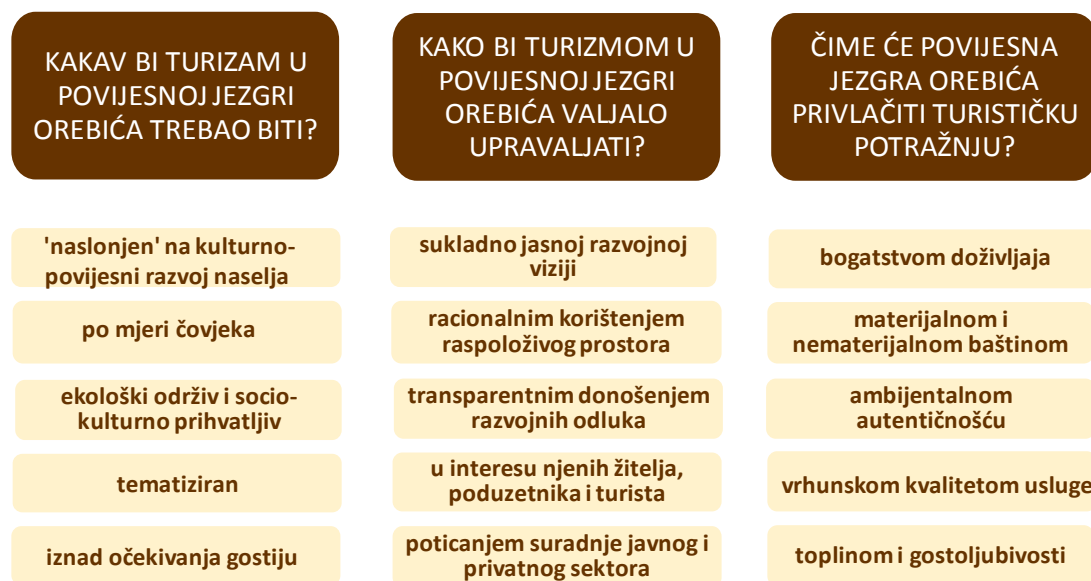 KAKAV BI TURIZAM U
POVIJESNOJ JEZGRI
OREBIĆA TREBAO BITI?
'naslonjen' na kulturno-
povijesni razvoj naselja
po mjeri čovjeka
ekološki održiv i socio-
kulturno prihvatljiv
tematiziran
iznad očekivanja gostiju
KAKO BI TURIZMOM U
POVIJESNOJ JEZGRI
OREBIĆA VALJALO
UPRAVALJATI?
sukladno jasnoj razvojnoj
viziji
racionalnim korištenjem
raspoloživog prostora
transparentnim donošenjem
razvojnih odluka
u interesu njenih žitelja,
poduzetnika i turista
poticanjem suradnje javnog i
privatnog sektora
ČIME ĆE POVIJESNA
JEZGRA OREBIĆA
PRIVLAČITI TURISTIČKU
POTRAŽNJU?
bogatstvom doživljaja
materijalnom i
nematerijalnom baštinom
ambijentalnom
autentičnošću
vrhunskom kvalitetom usluge
toplinom i gostoljubivosti